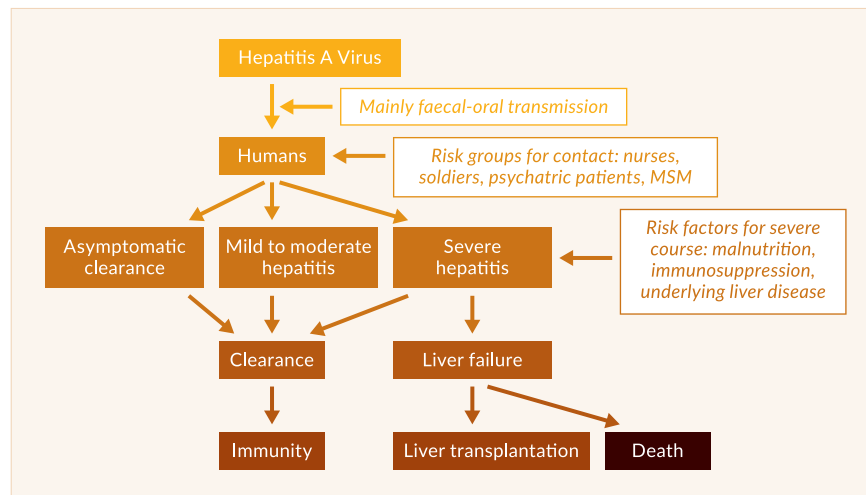 Hepatitis A Virus
Mainly faecal-oral transmission
Humans
Risk groups for contact: nurses,
soldiers, psychatric patients, MSM
Asymptomatic
clearance
Mild to moderate
hepatitis
Severe
hepatitis
Risk factors for severe
course: malnutrition,
immunosuppression,
underlying liver disease
Clearance
Liver failure
Immunity
Liver transplantation
Death